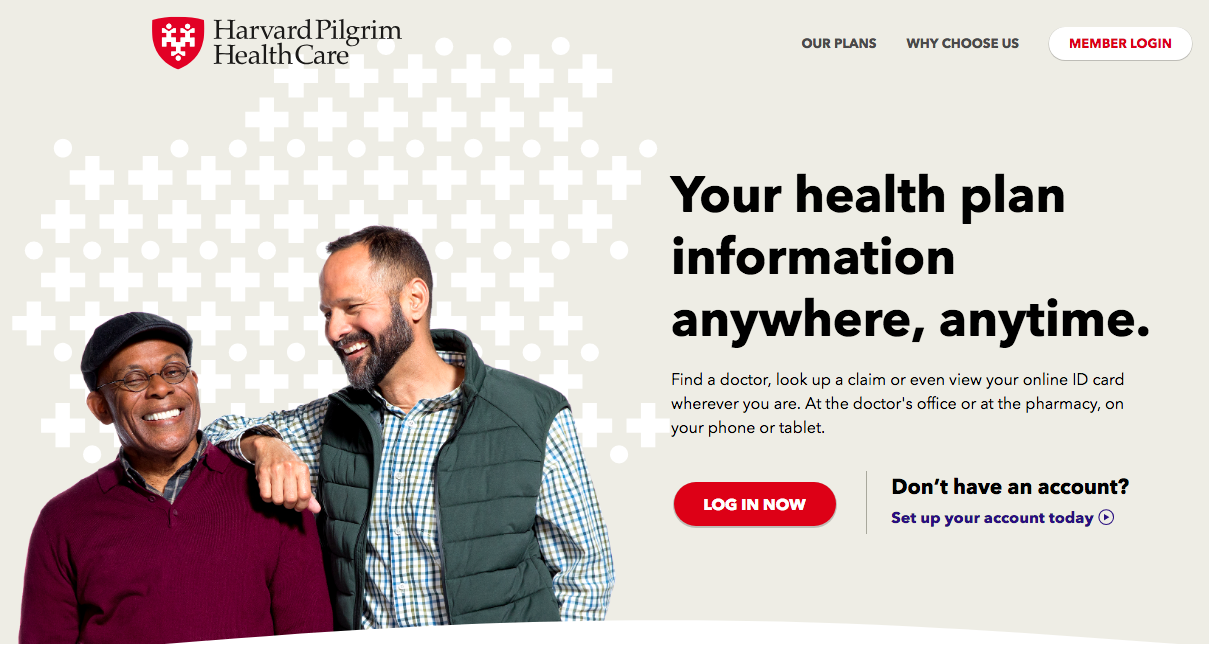 Harvard Pilgrim
Health Care
OUR PLANS
WHY CHOOSE US
MEMBER LOGIN
Your health plan
information
anywhere, anytime.
Find a doctor, look up a claim or even view your online ID card
wherever you are. At the doctor's office or at the pharmacy, on
your phone or tablet.
LOG IN NOW
Don’t have an account?
Set up your account today